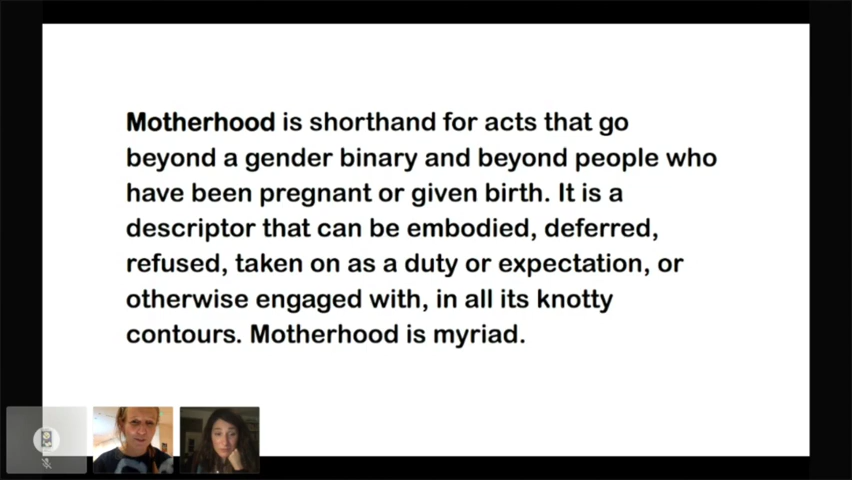 Motherhood is shorthand for acts that go
beyond a gender binary and beyond people who
have been pregnant or given birth. It is a
descriptor that can be embodied, deferred,
refused, taken on as a duty or expectation, or
otherwise engaged with, in all its knotty
contours. Motherhood is myriad.